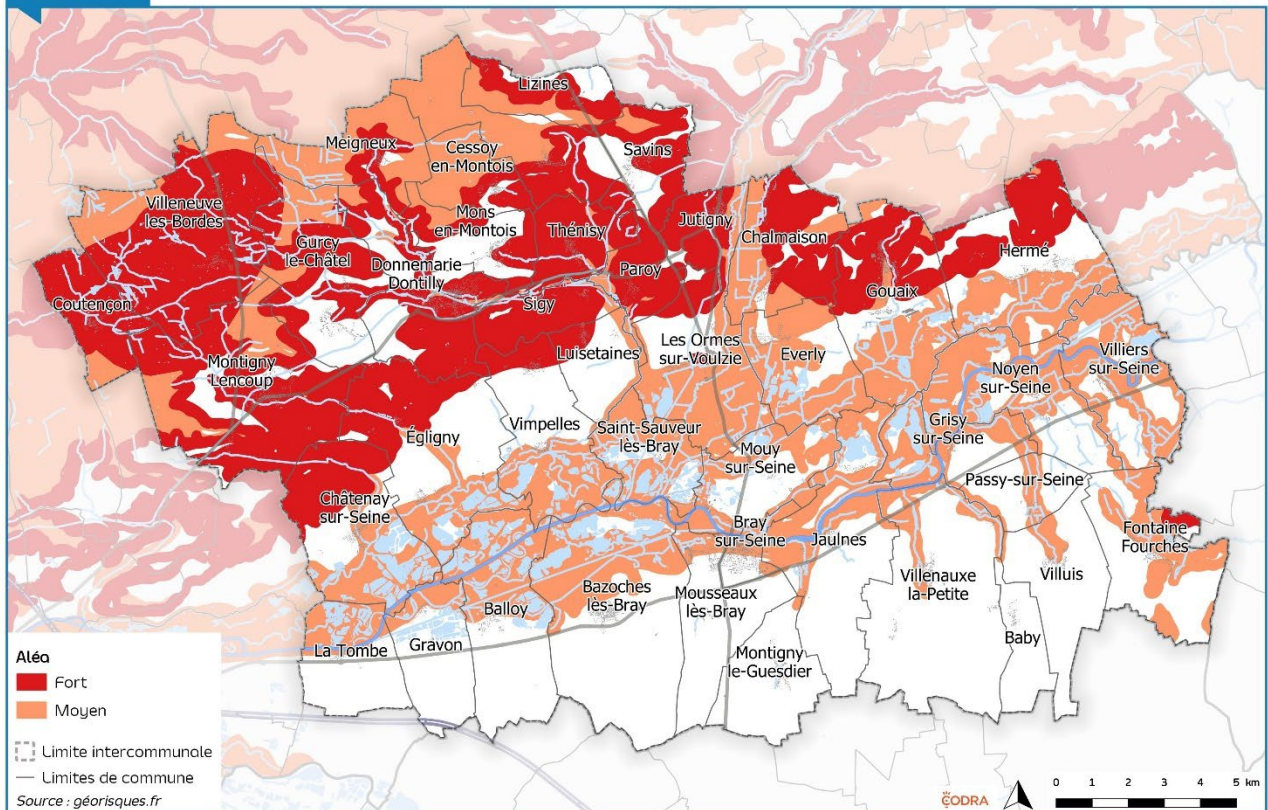 Lizines
Meigneux
Cessoy
en-Montois
Savins
Villeneuve
les-Bordes
Mons
en-Montois
Thénisy
Jutigny
Chalmaison
Gurcy
le-Châtel
Donnemarie
Dontilly
Paroy
Hermé
Coutençon
Sigy
Gouaix
Montigny
Lencoup
Luisetaines
Les Ormes
sur-Voulzie
Everly
Noyen
sur-Seine
Villiers
sur-Seine
Égligny
Vimpelles
Saint-Sauveur
lès-Bray
Mouy
sur-Seine
Grisy
sur-Seine
Châtenay
sur-Seine
Passy-sur-Seine
Bray
sur-Seine
Jaulnes
Fontaine
Fourches
Bazoches
lès-Bray
Mousseaux
lès-Bray
Villenauxe
la-Petite
Villuis
Balloy
La Tombe
Gravon
Baby
Montigny
le-Guesdier
Aléa
Fort
Moyen
Limite intercommunale
Limites de commune
Source : géorisques.fr
CODRA
0 1 2 3 4 5 km